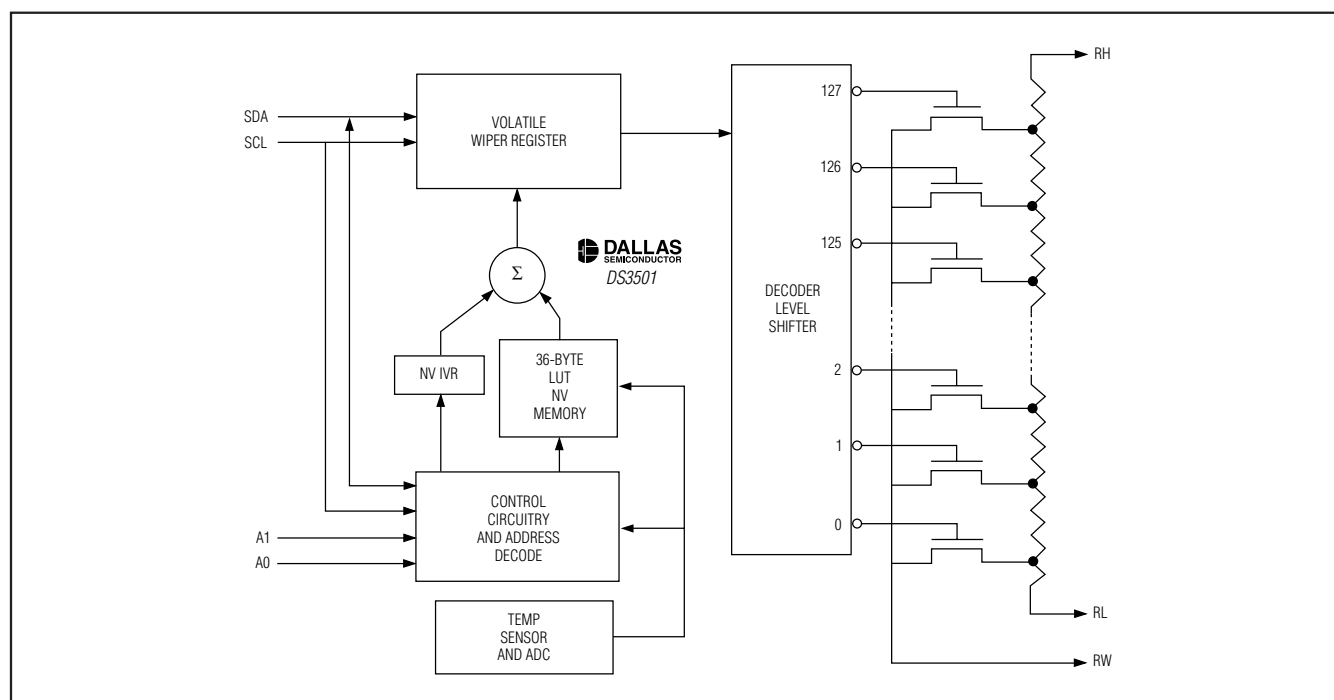 SDA
SCL
VOLATILE
WIPER REGISTER
Σ
DALLAS
SEMICONDUCTOR
DS3501
NV IVR
36-BYTE
LUT
NV
MEMORY
CONTROL
CIRCUITRY
AND ADDRESS
DECODE
A1
A0
TEMP
SENSOR
AND ADC
DECODER
LEVEL
SHIFTER
127
126
125
2
1
0
RH
RL
RW